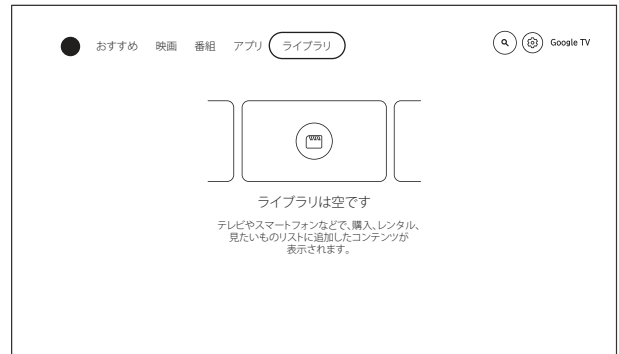 おすすめ 映画 番組 アプリ ライブラリ Google TV
ライブラリは空です
テレビやスマートフォンなどで、購入、レンタル、
見たいものリストに追加したコンテンツが
表示されます。